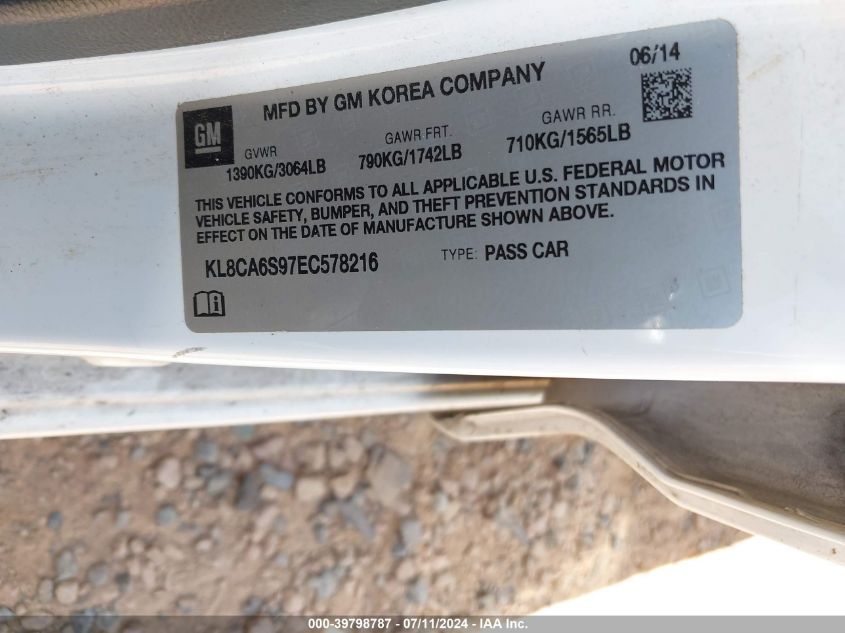 MFD BY GM KOREA COMPANY
06/14
GM
GVWR
GAWR FRT.
GAWR RR.
1390KG/3064LB
790KG/1742LB
710KG/1565LB
THIS VEHICLE CONFORMS TO ALL APPLICABLE U.S. FEDERAL MOTOR
VEHICLE SAFETY, BUMPER, AND THEFT PREVENTION STANDARDS IN
EFFECT ON THE DATE OF MANUFACTURE SHOWN ABOVE.
KL8CA6S97EC578216
TYPE: PASS CAR
000-39798787 - 07/11/2024 - IAA Inc.